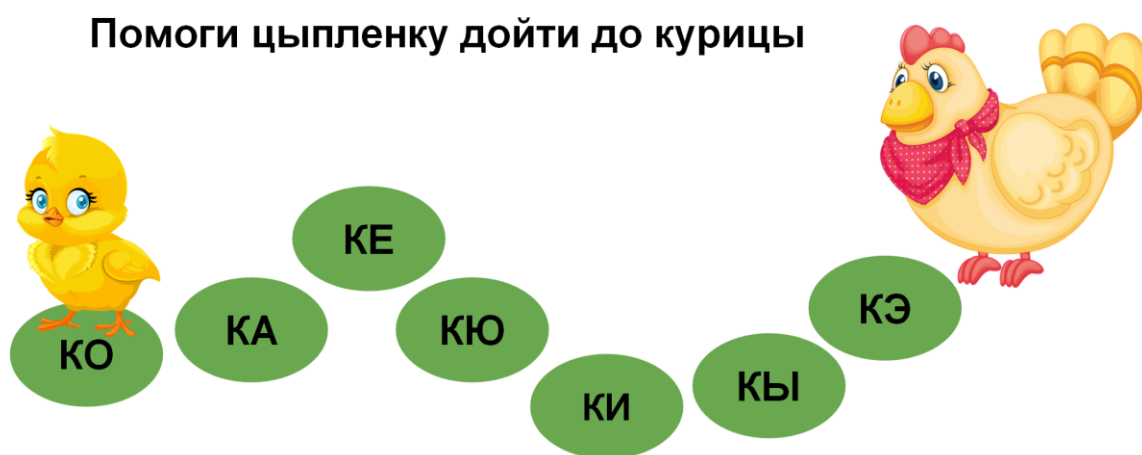 Помоги цыпленку дойти до курицы
КО
КА
КЕ
КЮ
КИ
КЫ
КЭ